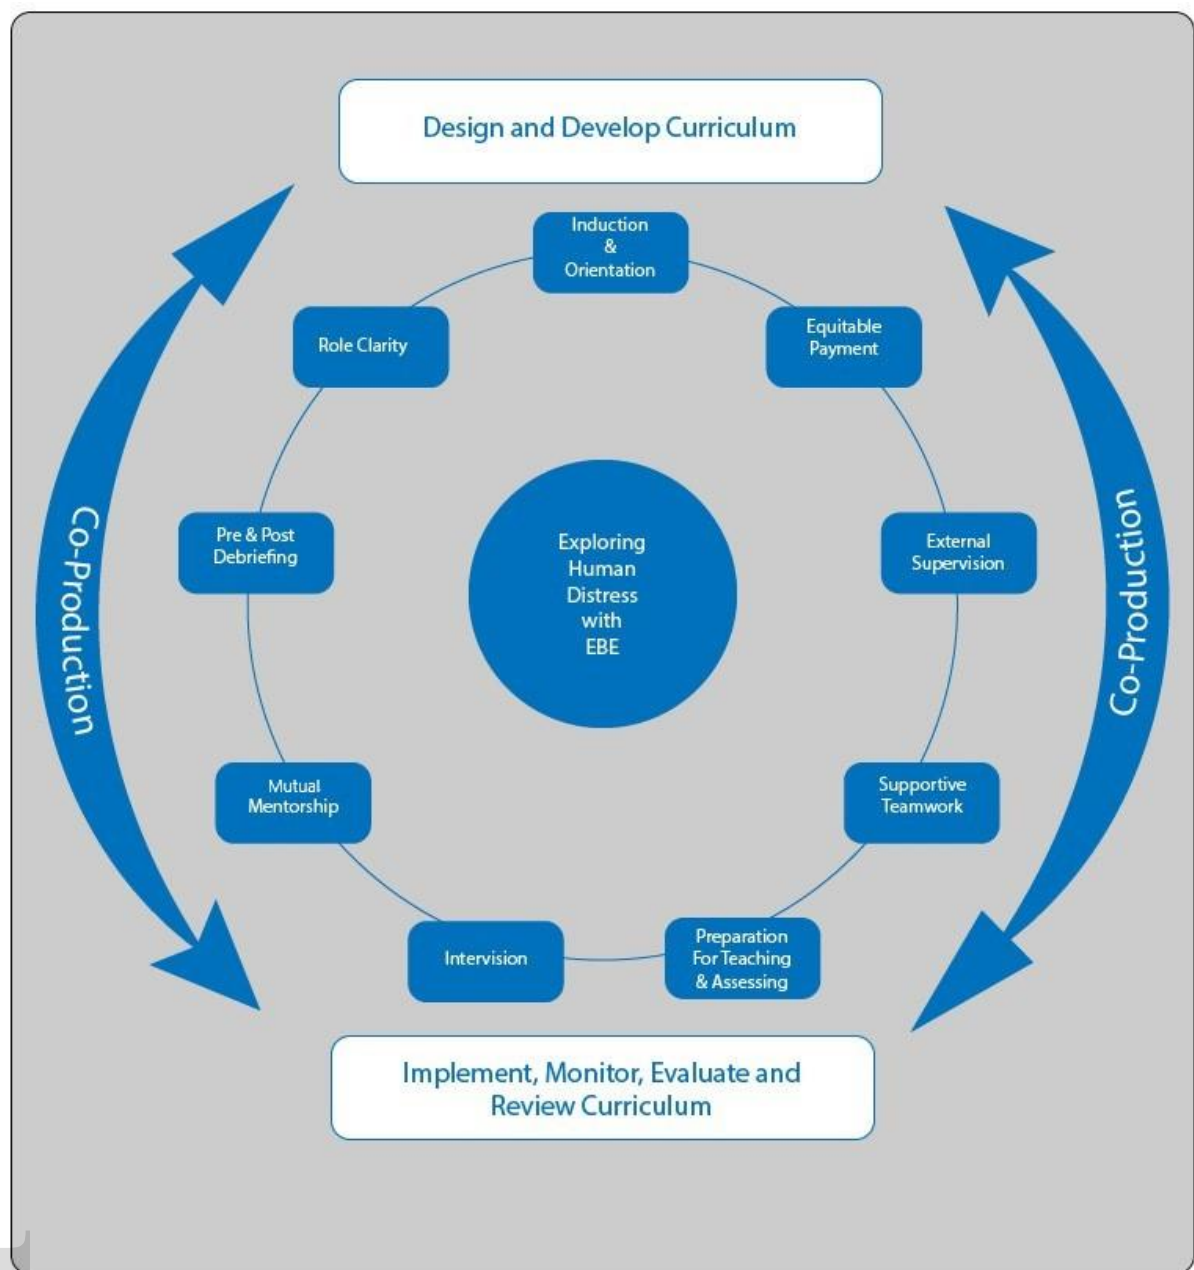 Design and Develop Curriculum
Induction
&
Orientation
Equitable
Payment
Role Clarity
Pre & Post
Debriefing
External
Supervision
Exploring
Human
Distress
with
EBE
Co-Production
Co-Production
Mutual
Mentorship
Supportive
Teamwork
Intervision
Preparation
For Teaching
& Assessing
Implement, Monitor, Evaluate and
Review Curriculum